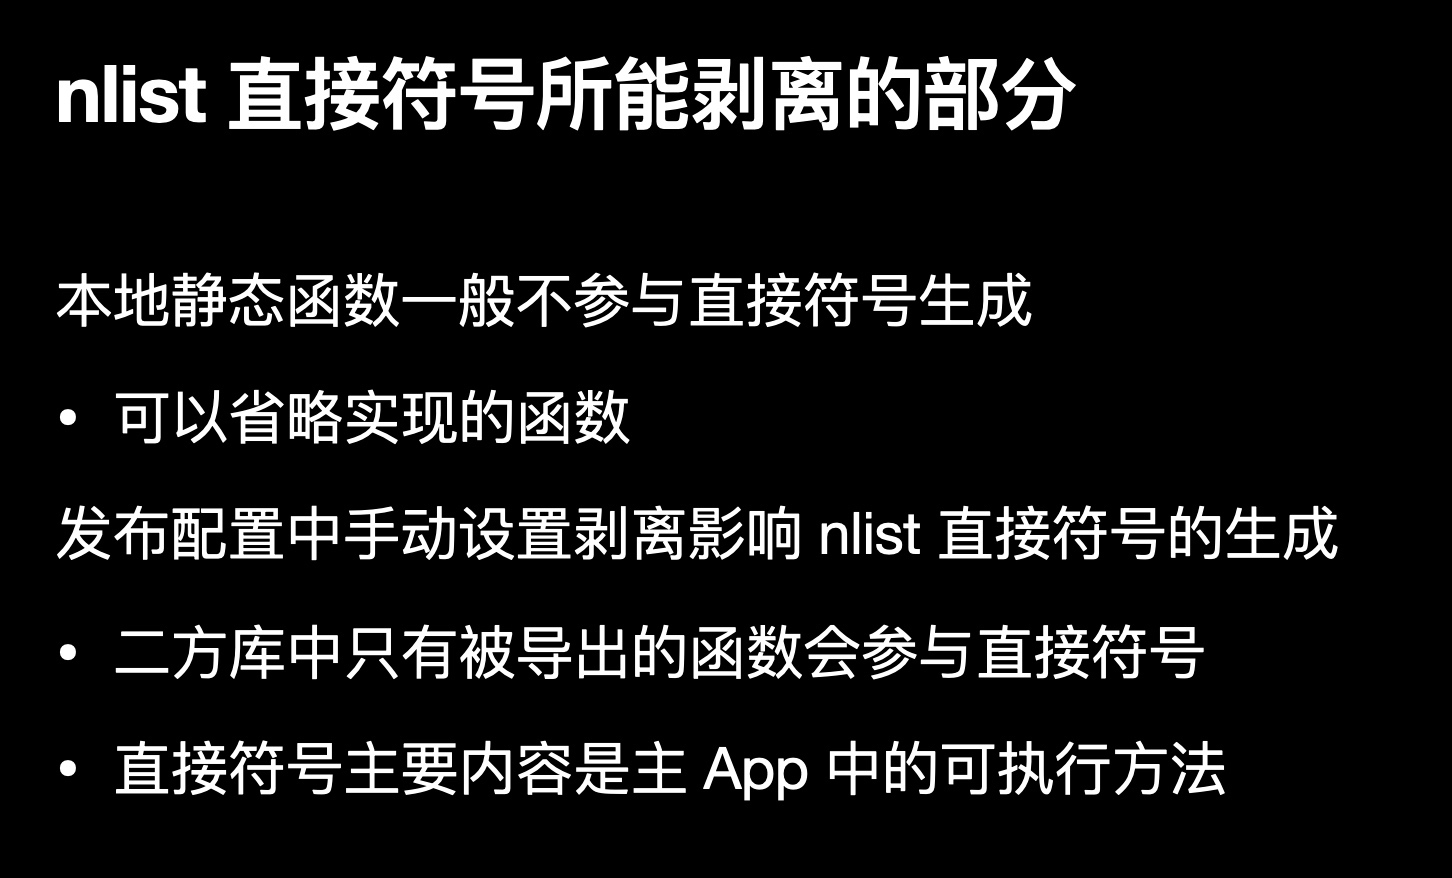 nlist 直接符号所能剥离的部分
本地静态函数一般不参与直接符号生成
• 可以省略实现的函数
发布配置中手动设置剥离影响 nlist 直接符号的生成
• 二方库中只有被导出的函数会参与直接符号
• 直接符号主要内容是主 App 中的可执行方法